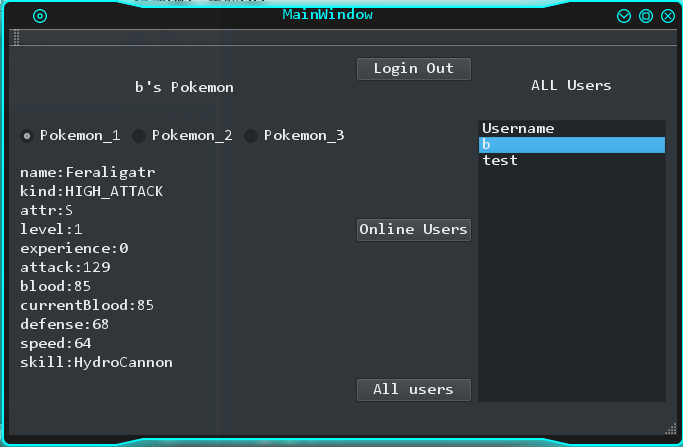 MainWindow
Login Out
b's Pokemon
ALL Users
Pokemon_1 Pokemon_2 Pokemon_3
Username
b
test
name:Feraligatr
kind:HIGH_ATTACK
attr:S
level:1
experience:0
attack:129
blood:85
currentBlood:85
defense:68
speed:64
skill:HydroCannon
Online Users
All users